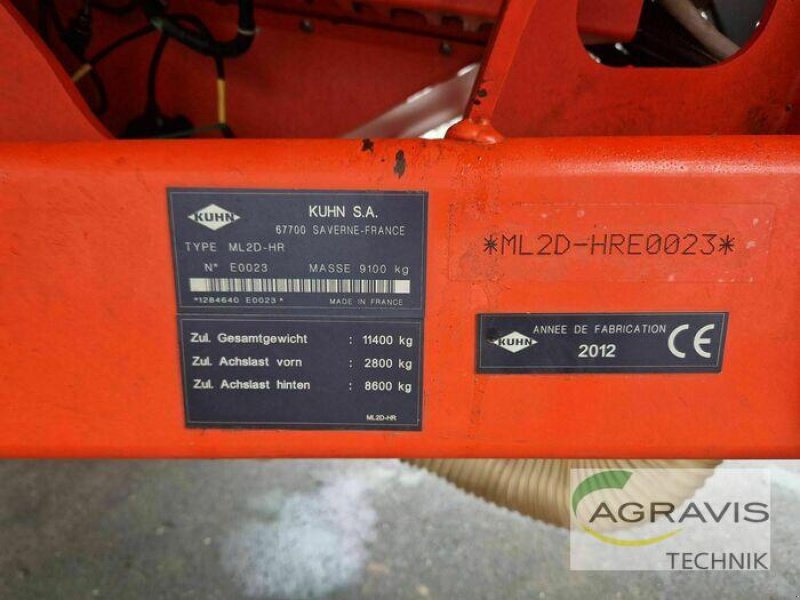 KUHN
KUHN S.A.
67700 SAVERNE-FRANCE
TYPE ML2D-HR
N° E0023 MASSE 9100 kg
*1284640 E0023* MADE IN FRANCE
Zul. Gesamtgewicht : 11400 kg
Zul. Achslast vorn : 2800 kg
Zul. Achslast hinten : 8600 kg
ML2D-HR
*ML2D-HRE0023*
KUHN
ANNEE DE FABRICATION
2012
CE
AGRAVIS
TECHNIK